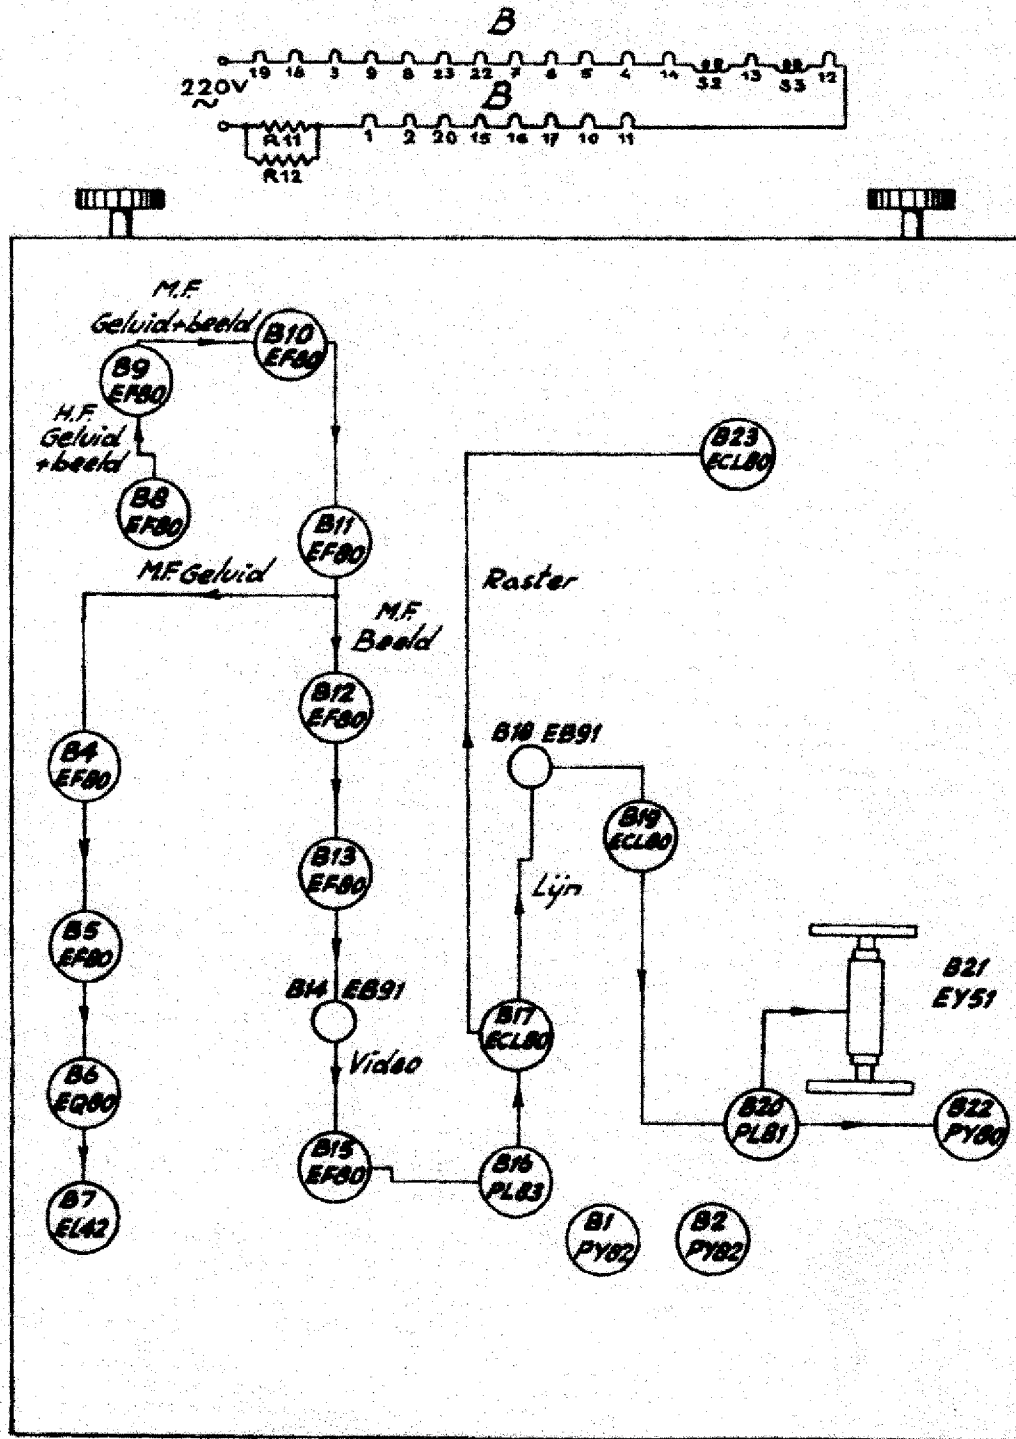 B
19 18 3 9 8 23 22 7 6 5 4 14 S2 13 S3 12
220V
~
B
R11 1 2 20 15 16 17 10 11
R12
M.F.
Geluid+beeld
B10
EF80
B9
EF80
H.F.
Geluid
+beeld
B8
EF80
B11
EF80
M.F. Geluid
M.F.
Beeld
B12
EF80
B4
EF80
B13
EF80
B5
EF80
B14 EB91
Video
B6
EQ80
B15
EF80
B7
EL42
B23
ECL80
Raster
B18 EB91
B19
ECL80
Lijn
B17
ECL80
B16
PL83
B21
EY51
B20
PL81
B22
PY80
B1
PY82
B2
PY82